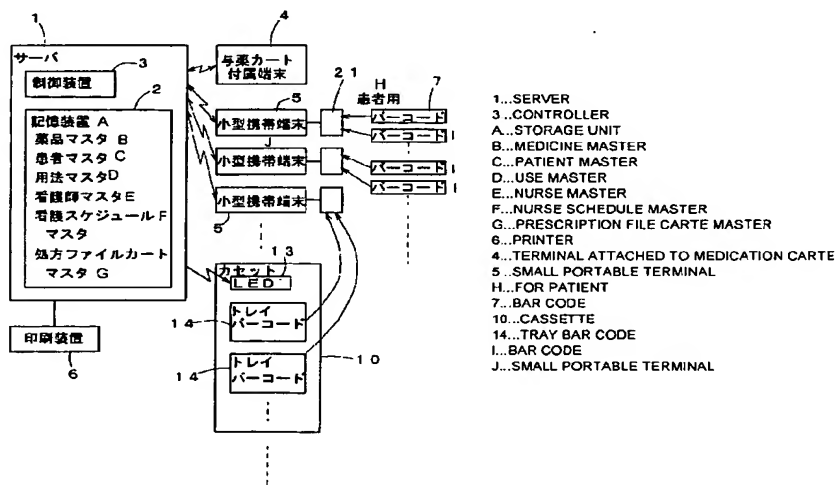 1
サーバ
3
制御装置
2
記憶装置 A
薬品マスタ B
患者マスタ C
用法マスタD
看護師マスタE
看護スケジュールF
マスタ
処方ファイルカート
マスタ G
印刷装置
6
4
与薬カート
付属端末
5
小型携帯端末
J
小型携帯端末
小型携帯端末
5
21
H
患者用
7
バーコード
バーコード I
バーコード I
バーコード I
カセット 13
LED
トレイ
バーコード
14
トレイ
バーコード
14
10
1...SERVER
3...CONTROLLER
A...STORAGE UNIT
B...MEDICINE MASTER
C...PATIENT MASTER
D...USE MASTER
E...NURSE MASTER
F...NURSE SCHEDULE MASTER
G...PRESCRIPTION FILE CARTE MASTER
6...PRINTER
4...TERMINAL ATTACHED TO MEDICATION CARTE
5...SMALL PORTABLE TERMINAL
H...FOR PATIENT
7...BAR CODE
10...CASSETTE
14...TRAY BAR CODE
I...BAR CODE
J...SMALL PORTABLE TERMINAL